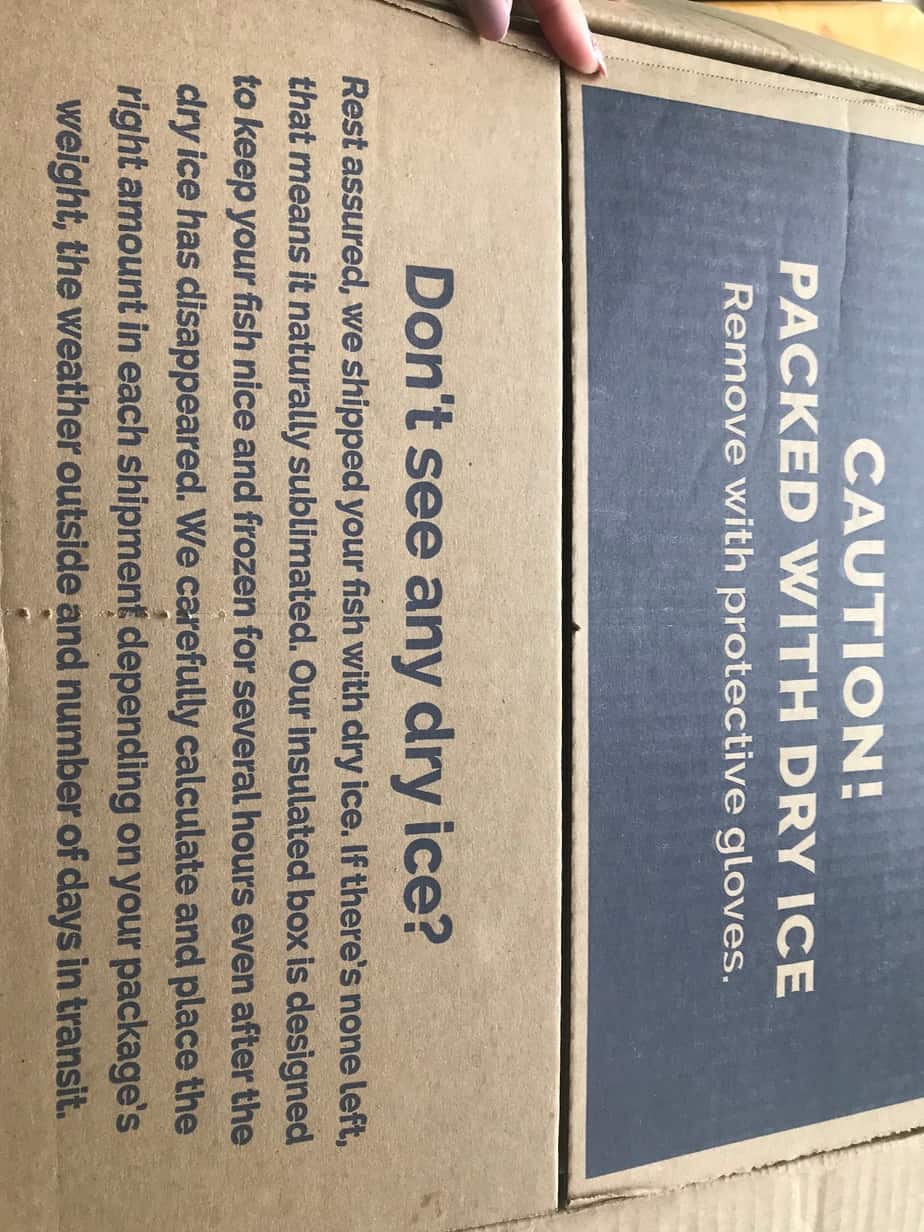 CAUTION!
PACKED WITH DRY ICE
Remove with protective gloves.
Don't see any dry ice?
Rest assured, we shipped your fish with dry ice. If there's none left,
that means it naturally sublimated. Our insulated box is designed
to keep your fish nice and frozen for several hours even after the
dry ice has disappeared. We carefully calculate and place the
right amount in each shipment depending on your package's
weight, the weather outside and number of days in transit.